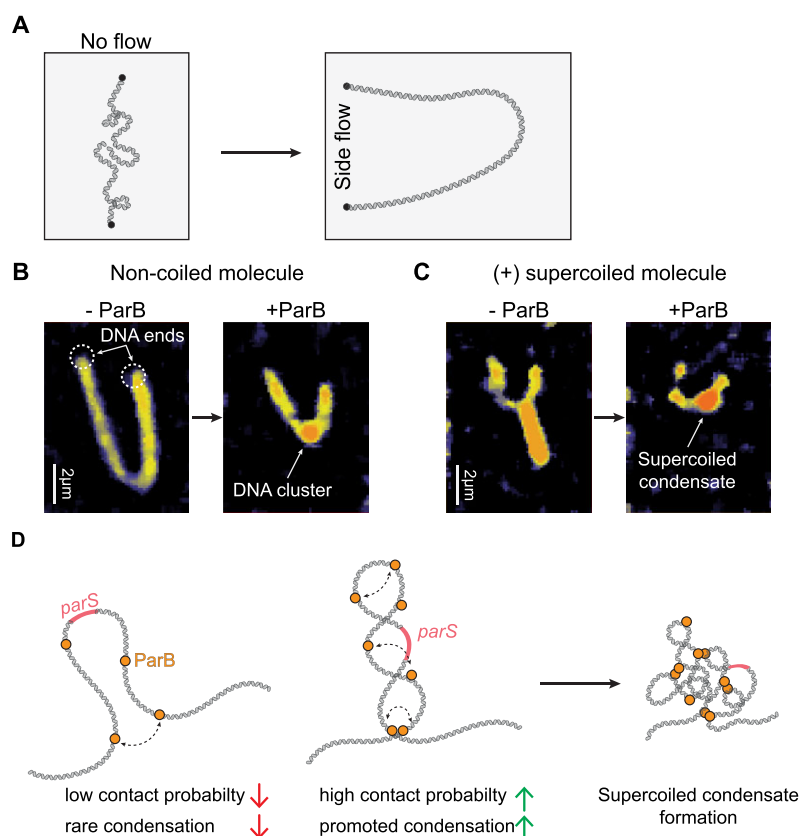 A
No flow
Side flow
B
Non-coiled molecule
- ParB
+ParB
DNA ends
2μm
DNA cluster
C
(+) supercoiled molecule
- ParB
+ParB
2μm
Supercoiled
condensate
D
parS
ParB
low contact probabilty
rare condensation
parS
high contact probabilty
promoted condensation
Supercoiled condensate
formation